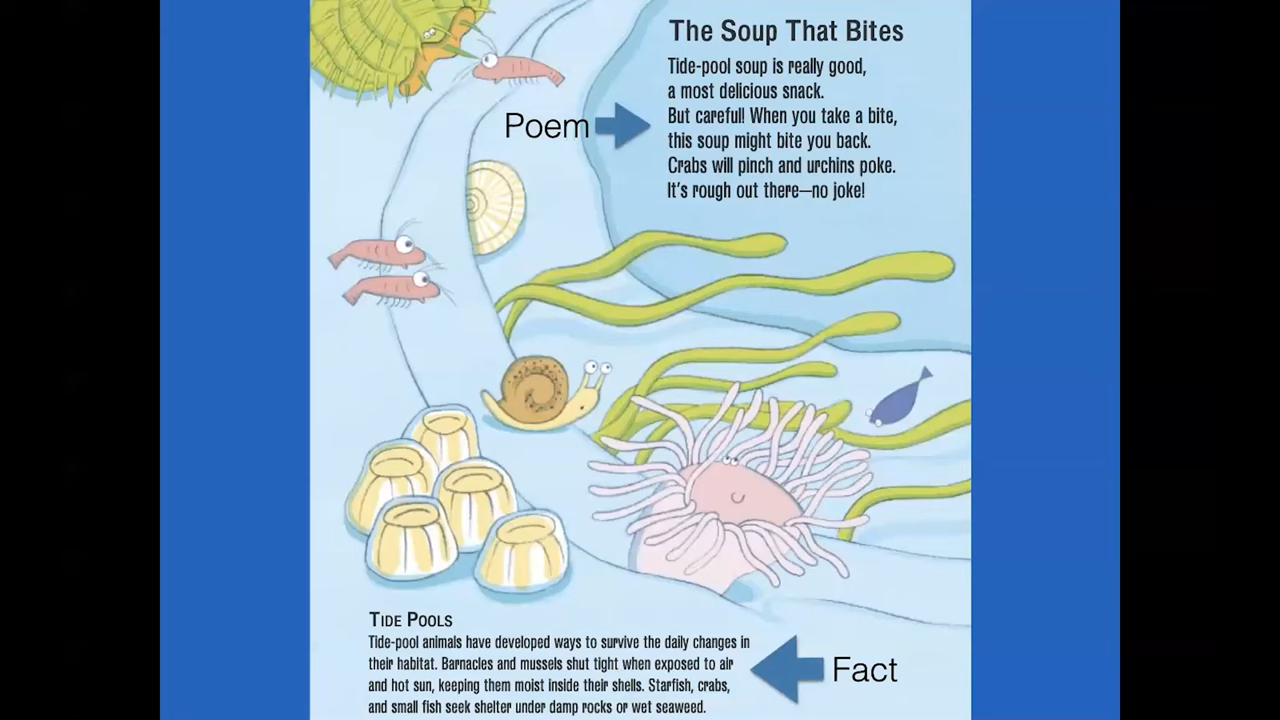 The Soup That Bites
Tide-pool soup is really good,
a most delicious snack.
But careful! When you take a bite,
this soup might bite you back.
Crabs will pinch and urchins poke.
It's rough out there—no joke!
Poem
TIDE POOLS
Tide-pool animals have developed ways to survive the daily changes in
their habitat. Barnacles and mussels shut tight when exposed to air
and hot sun, keeping them moist inside their shells. Starfish, crabs,
and small fish seek shelter under damp rocks or wet seaweed.
Fact